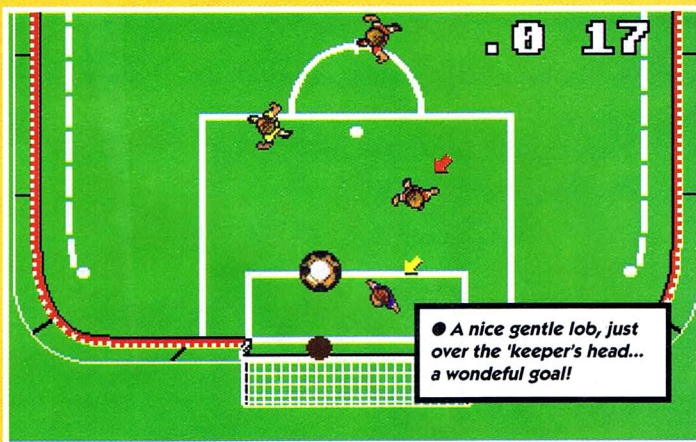 .0 17
● A nice gentle lob, just
over the 'keeper's head...
a wondeful goal!